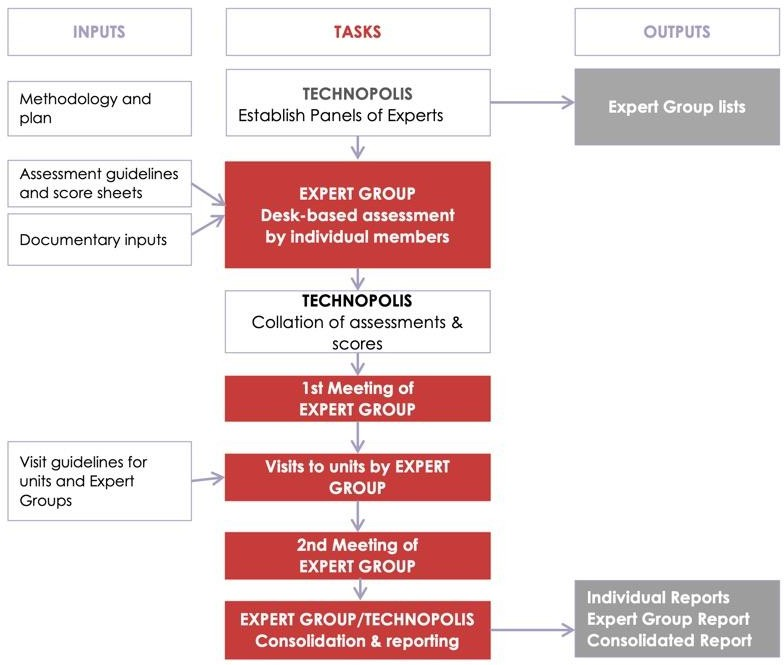 INPUTS
TASKS
OUTPUTS
Methodology and
plan
TECHNOPOLIS
Establish Panels of Experts
Expert Group lists
Assessment guidelines
and score sheets
Documentary inputs
EXPERT GROUP
Desk-based assessment
by individual members
TECHNOPOLIS
Collation of assessments &
scores
1st Meeting of
EXPERT GROUP
Visit guidelines for
units and Expert
Groups
Visits to units by EXPERT
GROUP
2nd Meeting of
EXPERT GROUP
EXPERT GROUP/TECHNOPOLIS
Consolidation & reporting
Individual Reports
Expert Group Report
Consolidated Report